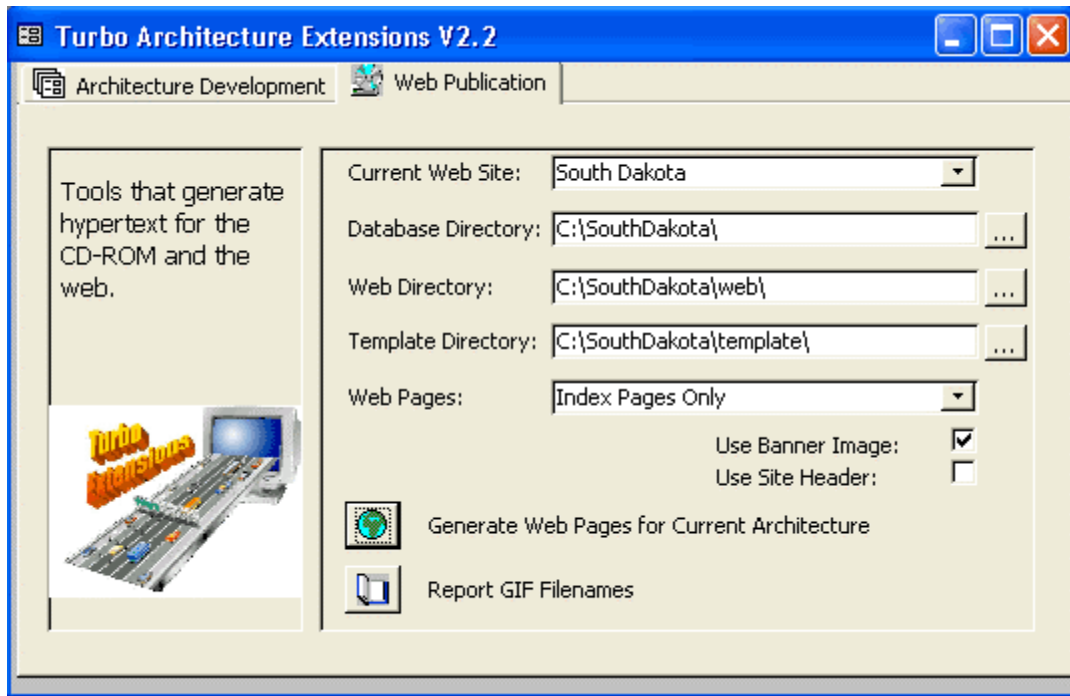 Turbo Architecture Extensions V2.2
Architecture Development
Web Publication
Tools that generate
hypertext for the
CD-ROM and the
web.
Turbo
Extensions
Current Web Site: South Dakota
Database Directory: C:\SouthDakota\ ...
Web Directory: C:\SouthDakota\web\ ...
Template Directory: C:\SouthDakota\template\ ...
Web Pages: Index Pages Only
Use Banner Image:
Use Site Header:
Generate Web Pages for Current Architecture
Report GIF Filenames